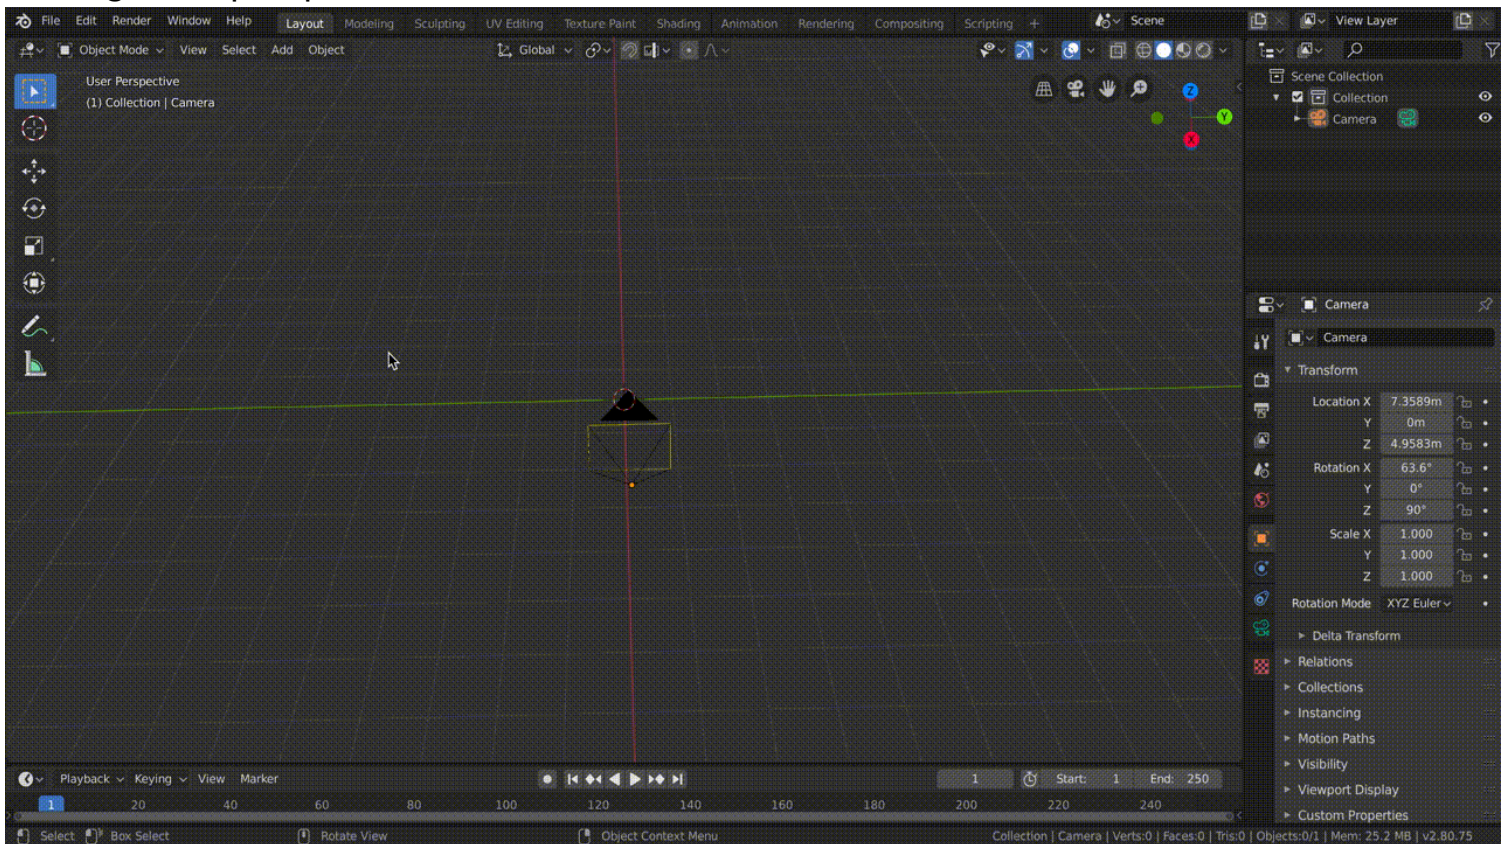 File Edit Render Window Help Layout Modeling Sculpting UV Editing Texture Paint Shading Animation Rendering Compositing Scripting + Scene View Layer
Object Mode View Select Add Object Global
User Perspective
(1) Collection | Camera
Z
Y
X
Scene Collection
Collection
Camera
Camera
Camera
Transform
Location X 7.3589m
Y 0m
Z 4.9583m
Rotation X 63.6°
Y 0°
Z 90°
Scale X 1.000
Y 1.000
Z 1.000
Rotation Mode XYZ Euler
Delta Transform
Relations
Collections
Instancing
Motion Paths
Visibility
Viewport Display
Custom Properties
Playback Keying View Marker 1 Start: 1 End: 250
1 20 40 60 80 100 120 140 160 180 200 220 240
Select Box Select Rotate View Object Context Menu Collection | Camera | Verts:0 | Faces:0 | Tris:0 | Objects:0/1 | Mem: 25.2 MB | v2.80.75